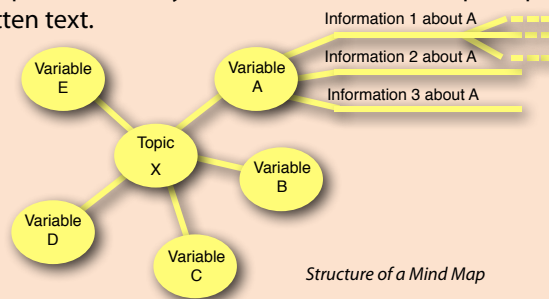 tten text.
Information 1 about A
Information 2 about A
Information 3 about A
Variable
E
Variable
A
Topic
X
Variable
B
Variable
D
Variable
C
Structure of a Mind Map